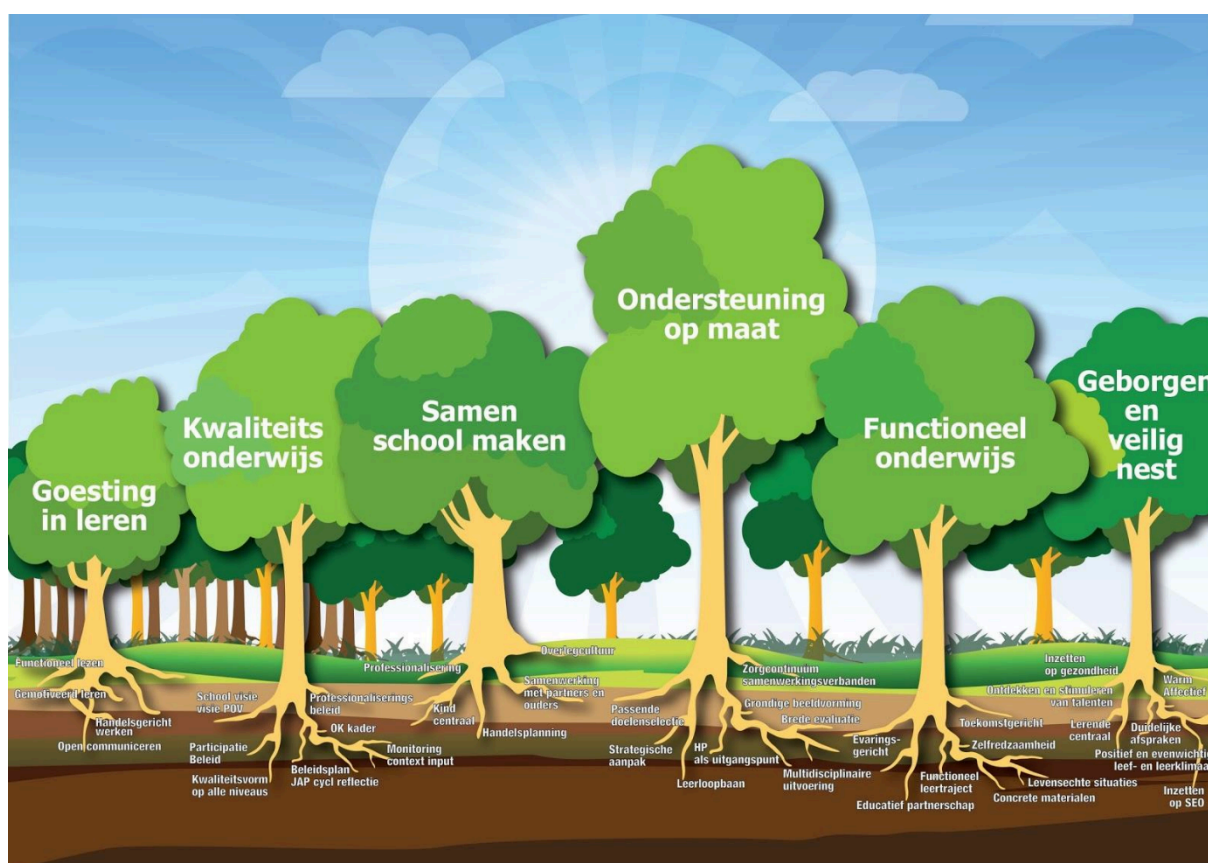 Goesting
in leren
Kwaliteits
onderwijs
Samen
school maken
Ondersteuning
op maat
Functioneel
onderwijs
Geborgen
en
veilig
nest
Functioneel lezen
Gemotiveerd leren
Handelsgericht
werken
Open communiceren
School visie
visie POV
Professionaliserings
beleid
OK kader
Participatie
Beleid
Monitoring
context input
Beleidsplan
JAP cycl reflectie
Kwaliteitsvorm
op alle niveaus
Professionalisering
Overlegcultuur
Samenwerking
met partners en
ouders
Kind
centraal
Handelsplanning
Zorgcontinuüm
samenwerkingsverbanden
Grondige beeldvorming
Brede evaluatie
Passende
doelenselectie
Strategische
aanpak
HP
als uitgangspunt
Leerloopbaan
Multidisciplinaire
uitvoering
Ontdekken en stimuleren
van talenten
Toekomstgericht
Evarings-
gericht
Zelfredzaamheid
Functioneel
leertraject
Levensechte situaties
Concrete materialen
Educatief partnerschap
Inzetten
op gezondheid
Warm
Affectief
Lerende
centraal
Duidelijke
afspraken
Positief en evenwichtig
leef- en leerklimaa
Inzetten
op SEO